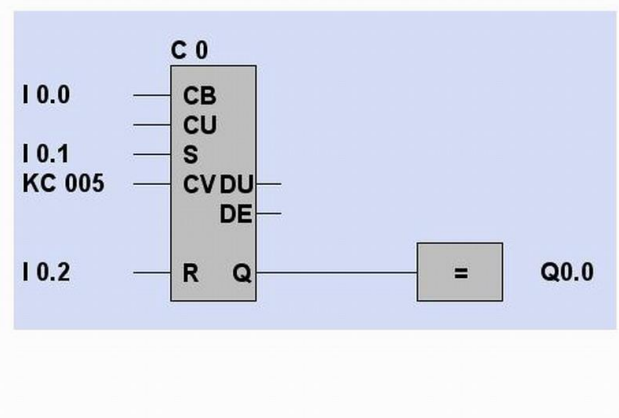 C 0
I 0.0 CB
CU
I 0.1 S
KC 005 CV DU
DE
I 0.2 R Q = Q0.0